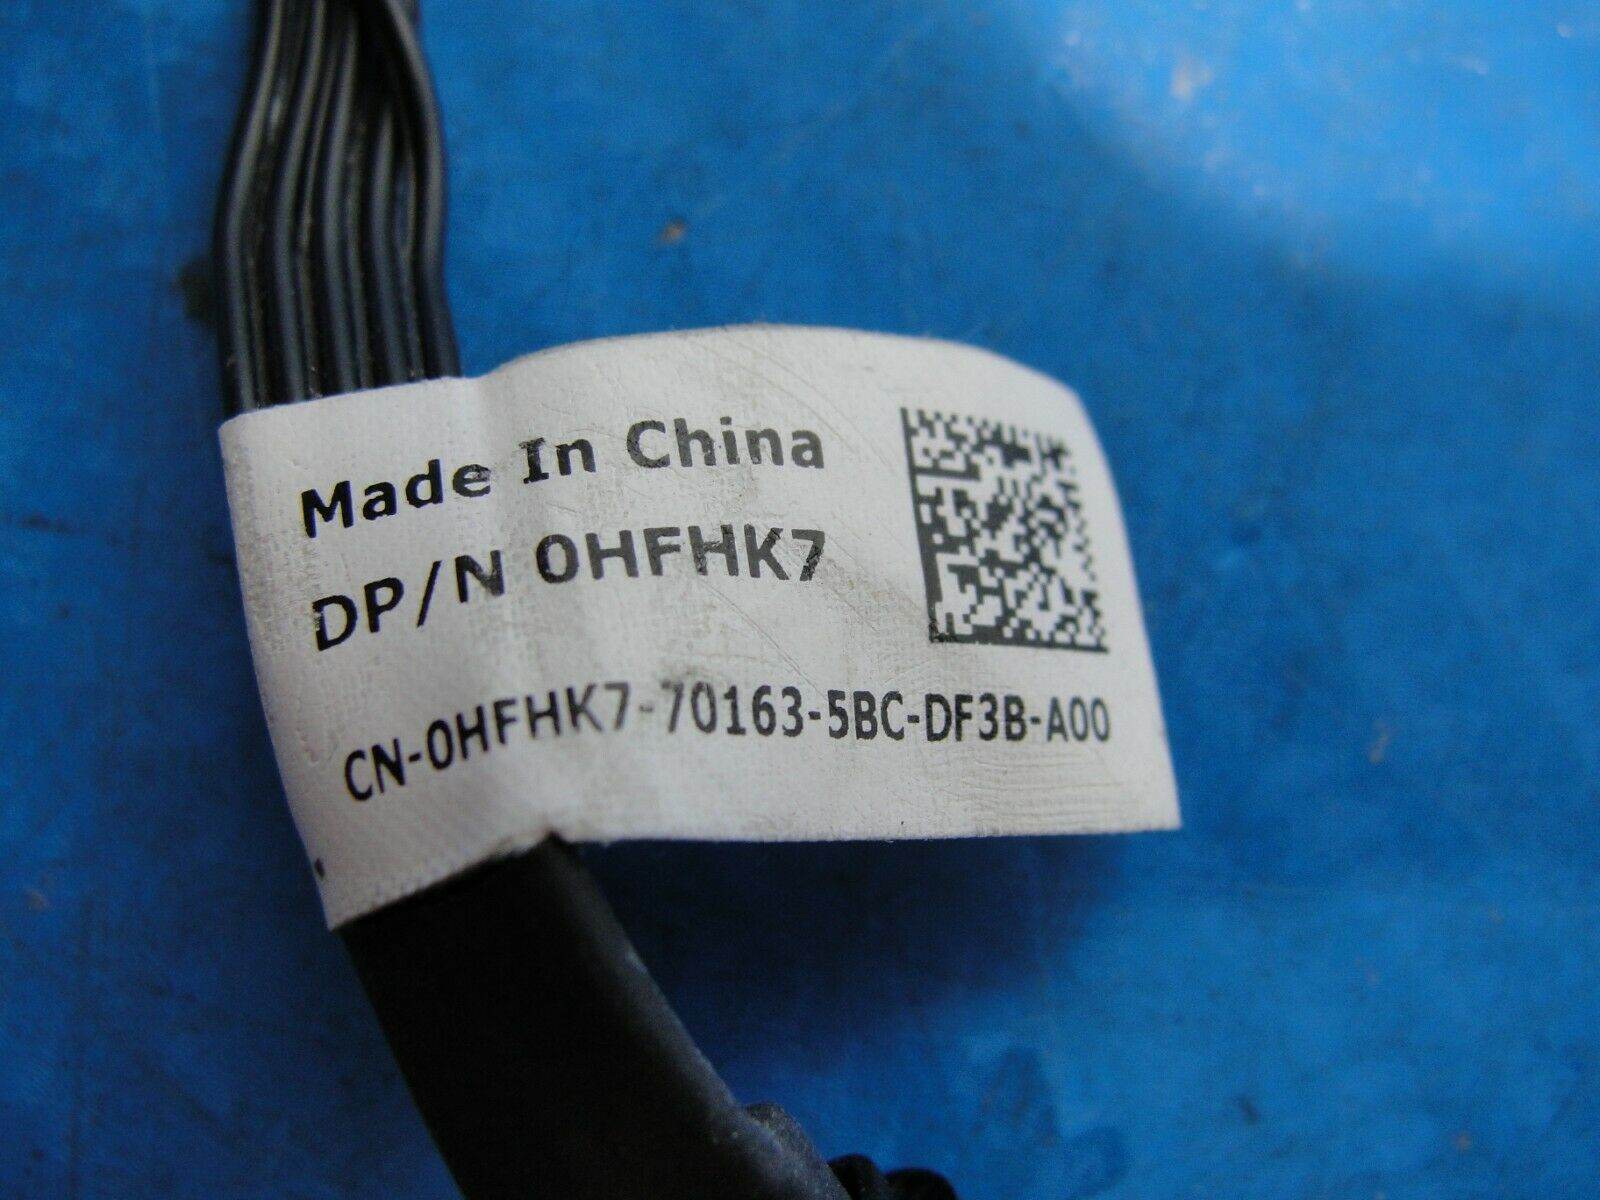 Made In China
DP/N 0HFHK7
CN-0HFHK7-70163-5BC-DF3B-A00